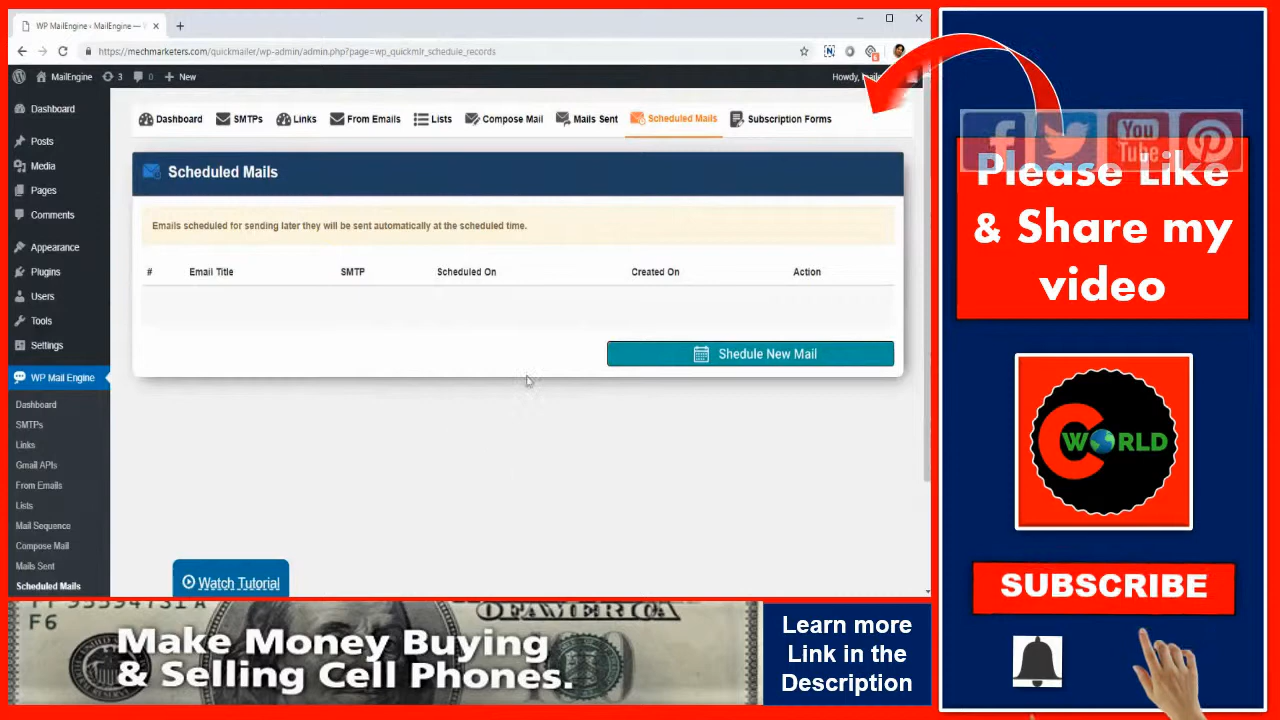 WP MailEngine ‹ MailEngine —
https://mechmarketers.com/quickmailer/wp-admin/admin.php?page=wp_quickmlr_schedule_records
MailEngine 3 0 New
Howdy,
Dashboard
Posts
Media
Pages
Comments
Appearance
Plugins
Users
Tools
Settings
WP Mail Engine
Dashboard
SMTPs
Links
Gmail APIs
From Emails
Lists
Mail Sequence
Compose Mail
Mails Sent
Scheduled Mails
Dashboard SMTPs Links From Emails Lists Compose Mail Mails Sent Scheduled Mails Subscription Forms
Scheduled Mails
Emails scheduled for sending later they will be sent automatically at the scheduled time.
# Email Title SMTP Scheduled On Created On Action
Shedule New Mail
Watch Tutorial
You
Tube
Please Like
& Share my
video
C WORLD
SUBSCRIBE
F6
OF AMERICA
Make Money Buying
& Selling Cell Phones.
Learn more
Link in the
Description